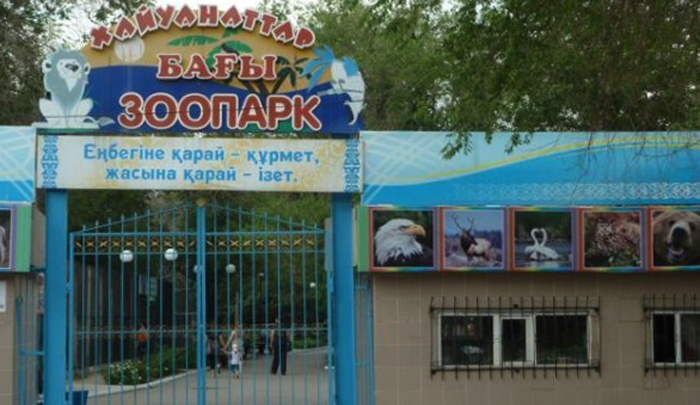 ХАЙУАНАТТАР
БАҒЫ
ЗООПАРК
Еңбегіне қарай - құрмет,
жасына қарай - ізет.